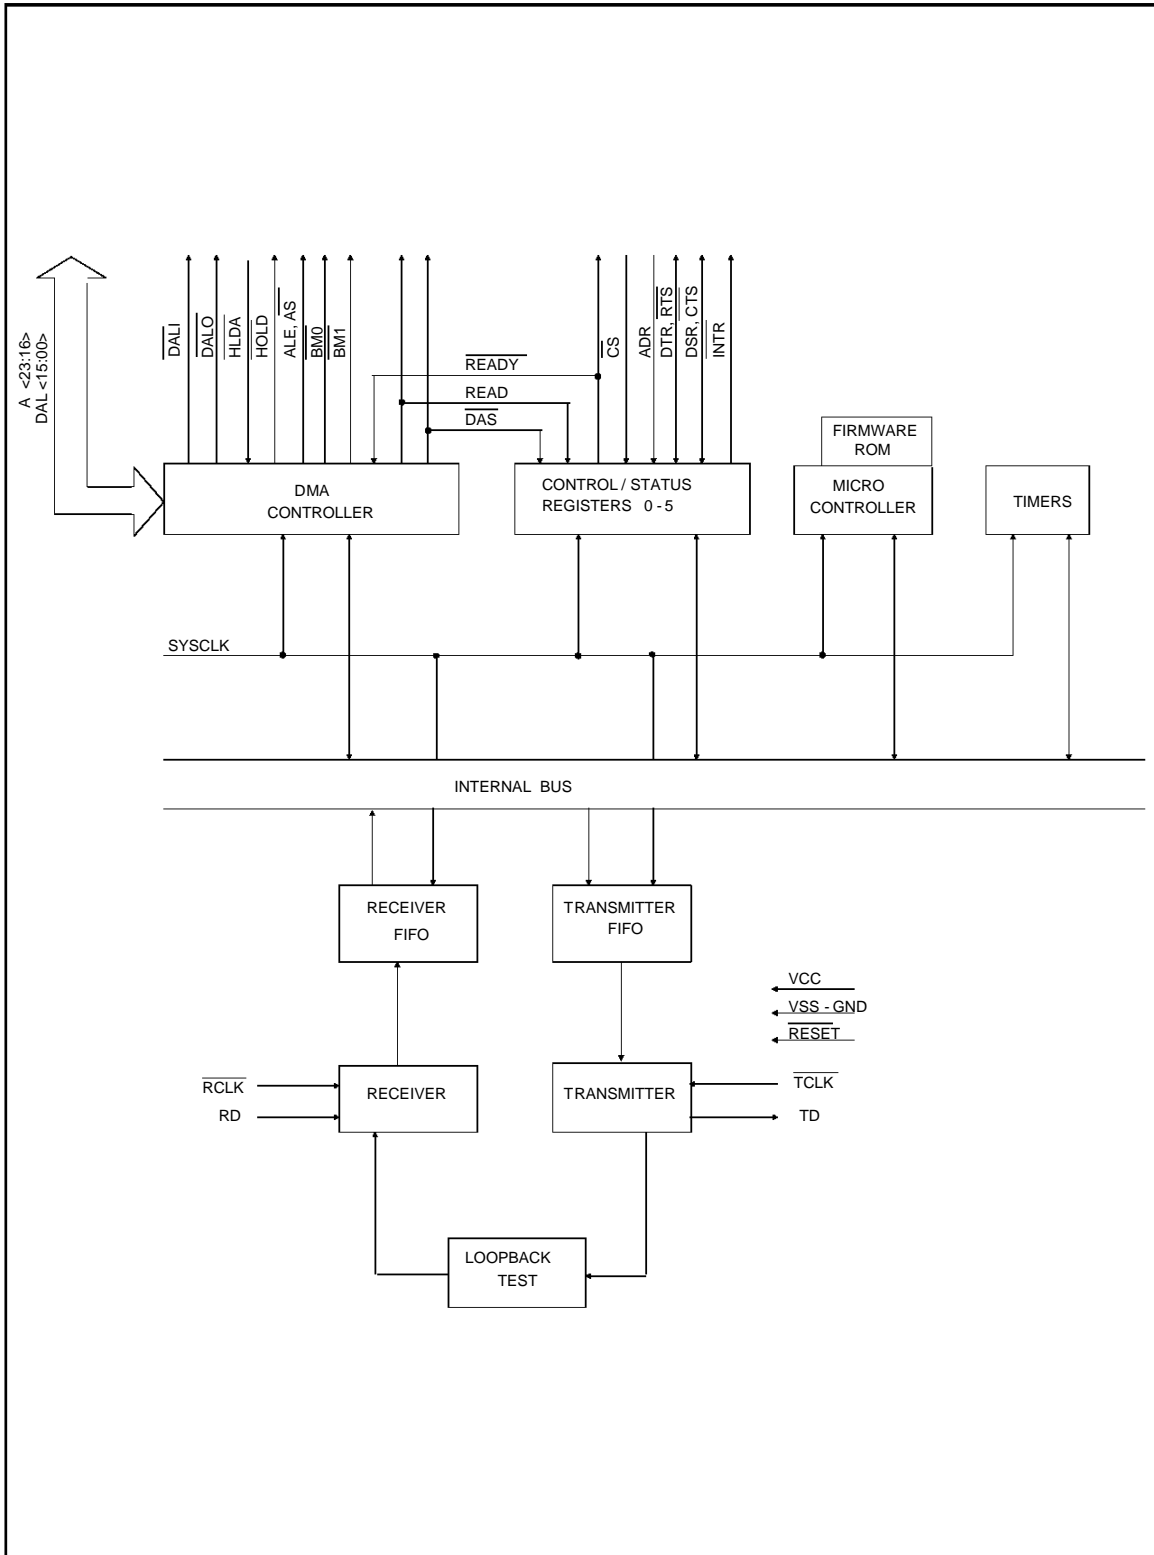 A <23:16>
DAL <15:00>
DALI
DALO
HLDA
HOLD
ALE, AS
BM0
BM1
READY
READ
DAS
CS
ADR
DTR, RTS
DSR, CTS
INTR
DMA
CONTROLLER
CONTROL / STATUS
REGISTERS 0 - 5
FIRMWARE
ROM
MICRO
CONTROLLER
TIMERS
SYSCLK
INTERNAL BUS
RECEIVER
FIFO
TRANSMITTER
FIFO
VCC
VSS - GND
RESET
RCLK
RD
RECEIVER
TRANSMITTER
TCLK
TD
LOOPBACK
TEST